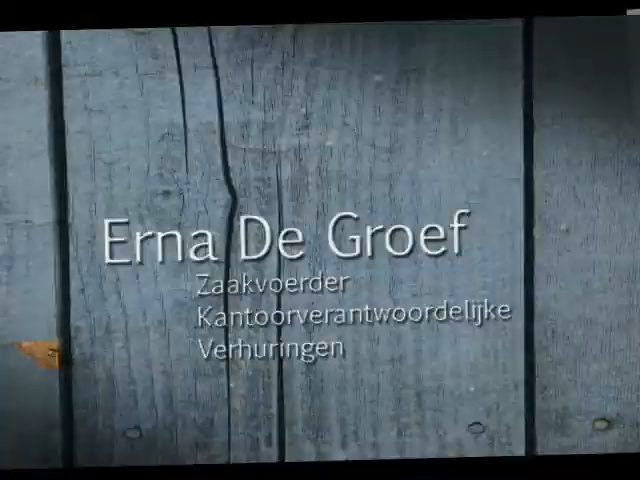 Erna De Groef
Zaakvoerder
Kantoorverantwoordelijke
Verhuringen